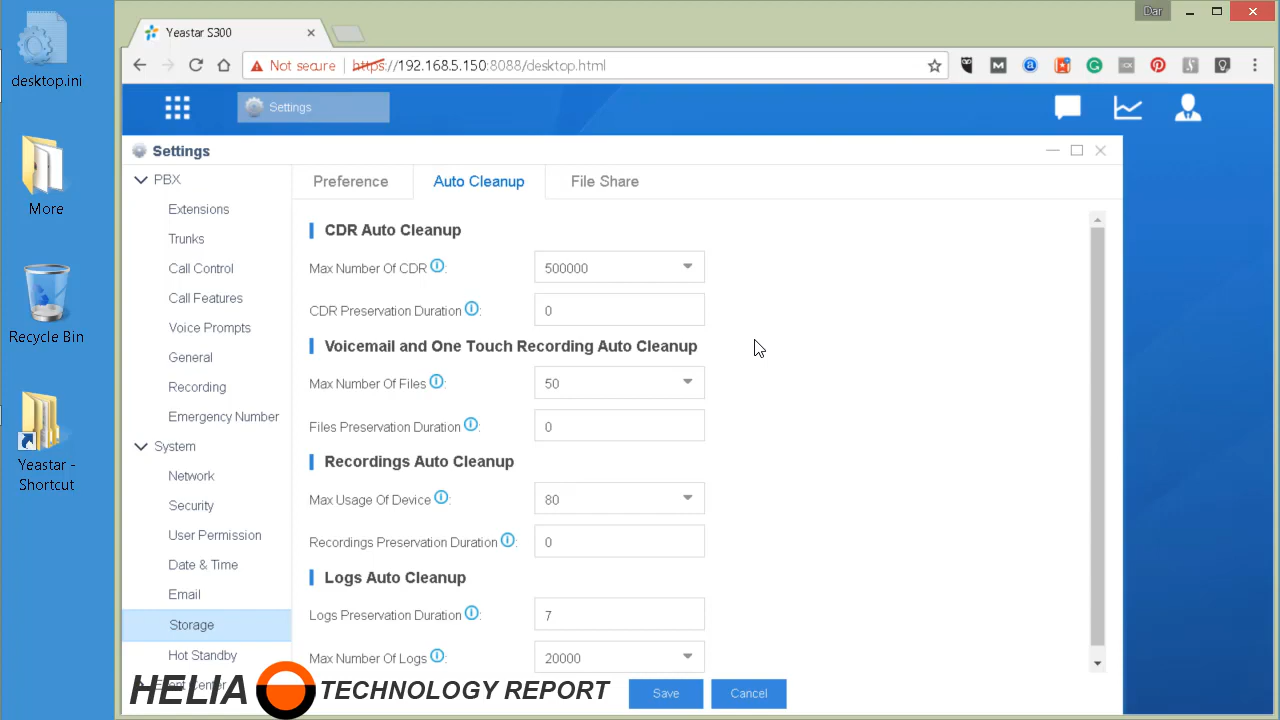 desktop.ini
More
Recycle Bin
Yeastar -
Shortcut
Dar
Yeastar S300
Not secure | https://192.168.5.150:8088/desktop.html
Settings
Settings
PBX
Extensions
Trunks
Call Control
Call Features
Voice Prompts
General
Recording
Emergency Number
System
Network
Security
User Permission
Date & Time
Email
Storage
Hot Standby
Preference
Auto Cleanup
File Share
CDR Auto Cleanup
Max Number Of CDR : 500000
CDR Preservation Duration : 0
Voicemail and One Touch Recording Auto Cleanup
Max Number Of Files : 50
Files Preservation Duration : 0
Recordings Auto Cleanup
Max Usage Of Device : 80
Recordings Preservation Duration : 0
Logs Auto Cleanup
Logs Preservation Duration : 7
Max Number Of Logs : 20000
Save
Cancel
HELIA TECHNOLOGY REPORT